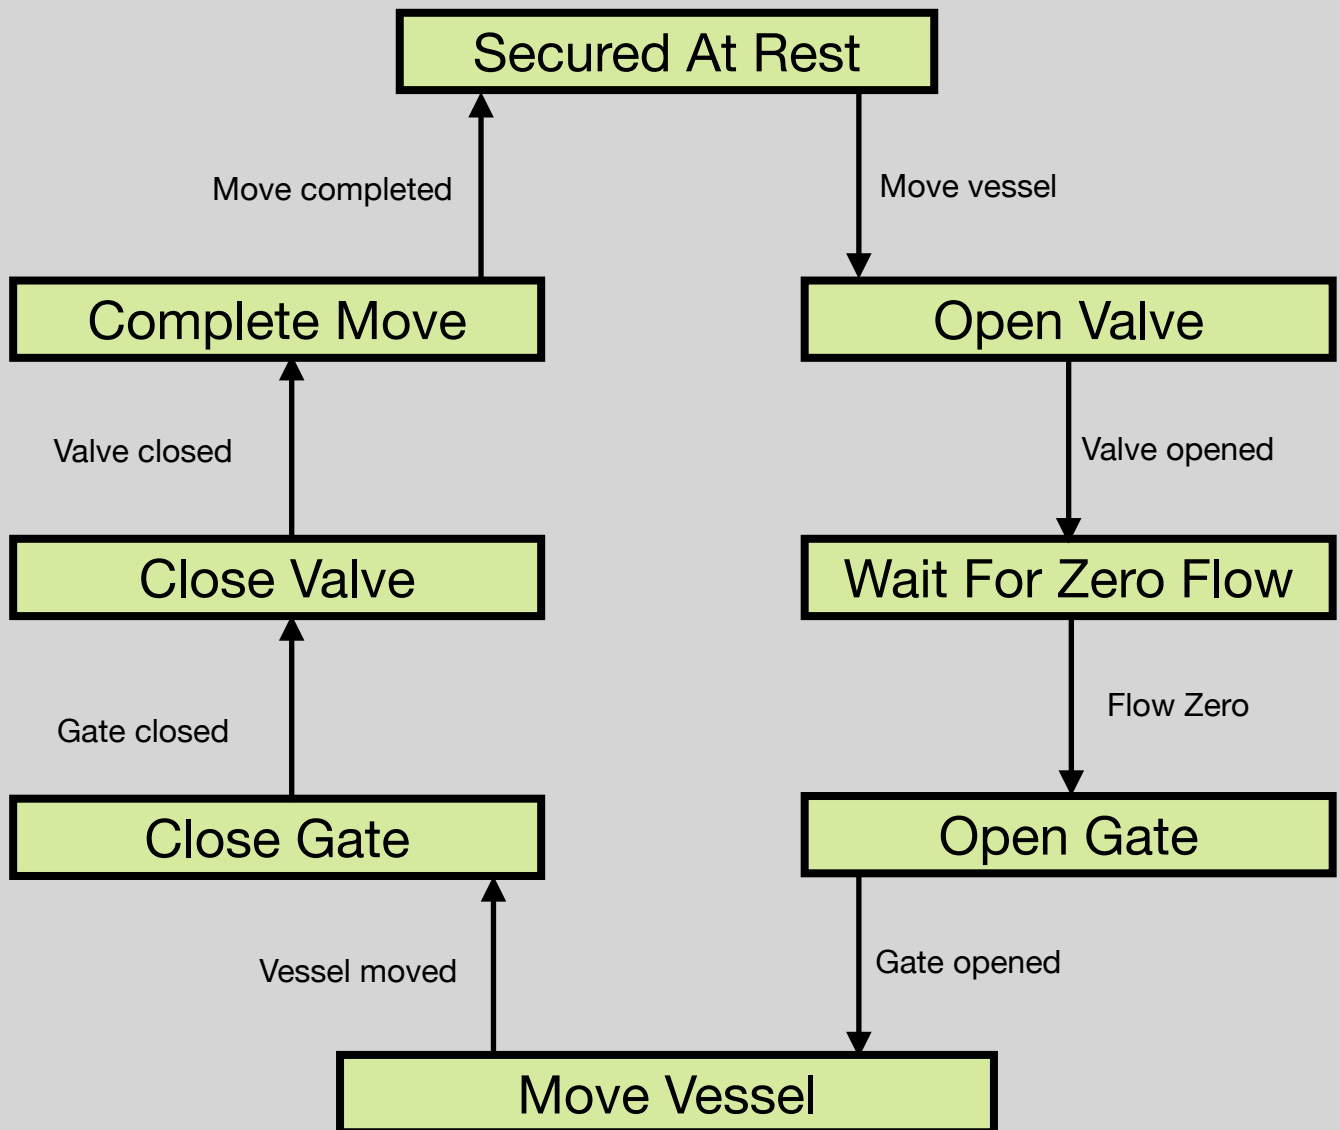 Secured At Rest
Move completed
Move vessel
Complete Move
Open Valve
Valve closed
Valve opened
Close Valve
Wait For Zero Flow
Gate closed
Flow Zero
Close Gate
Open Gate
Vessel moved
Gate opened
Move Vessel